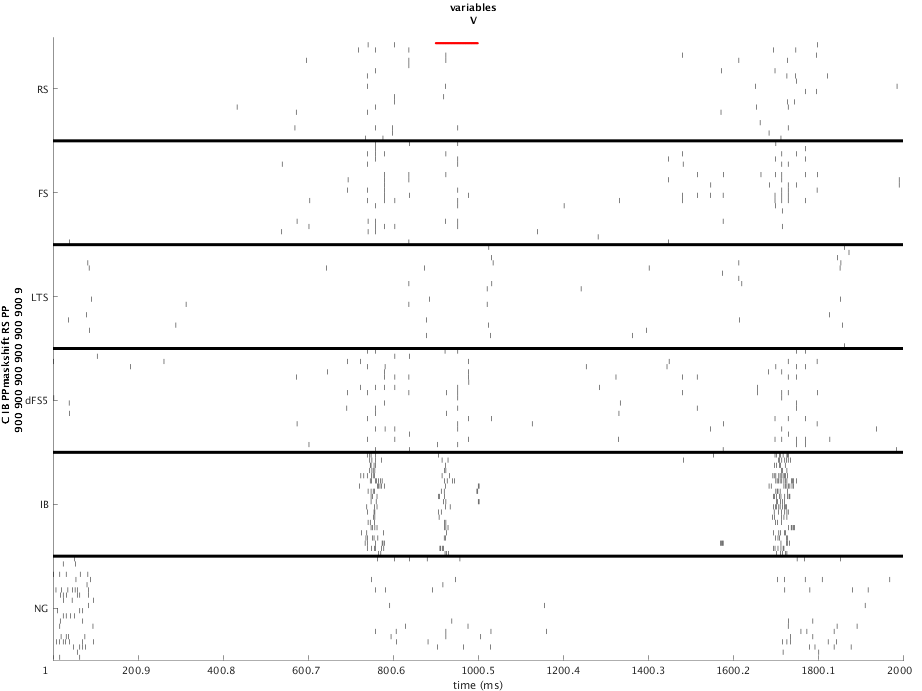 variables
V
C IB PPmaskshift RS PP
900 900 900 900 900 900 9
RS
FS
LTS
dFS5
IB
NG
1 200.9 400.8 600.7 800.6 1000.5 1200.4 1400.3 1600.2 1800.1 2000
time (ms)